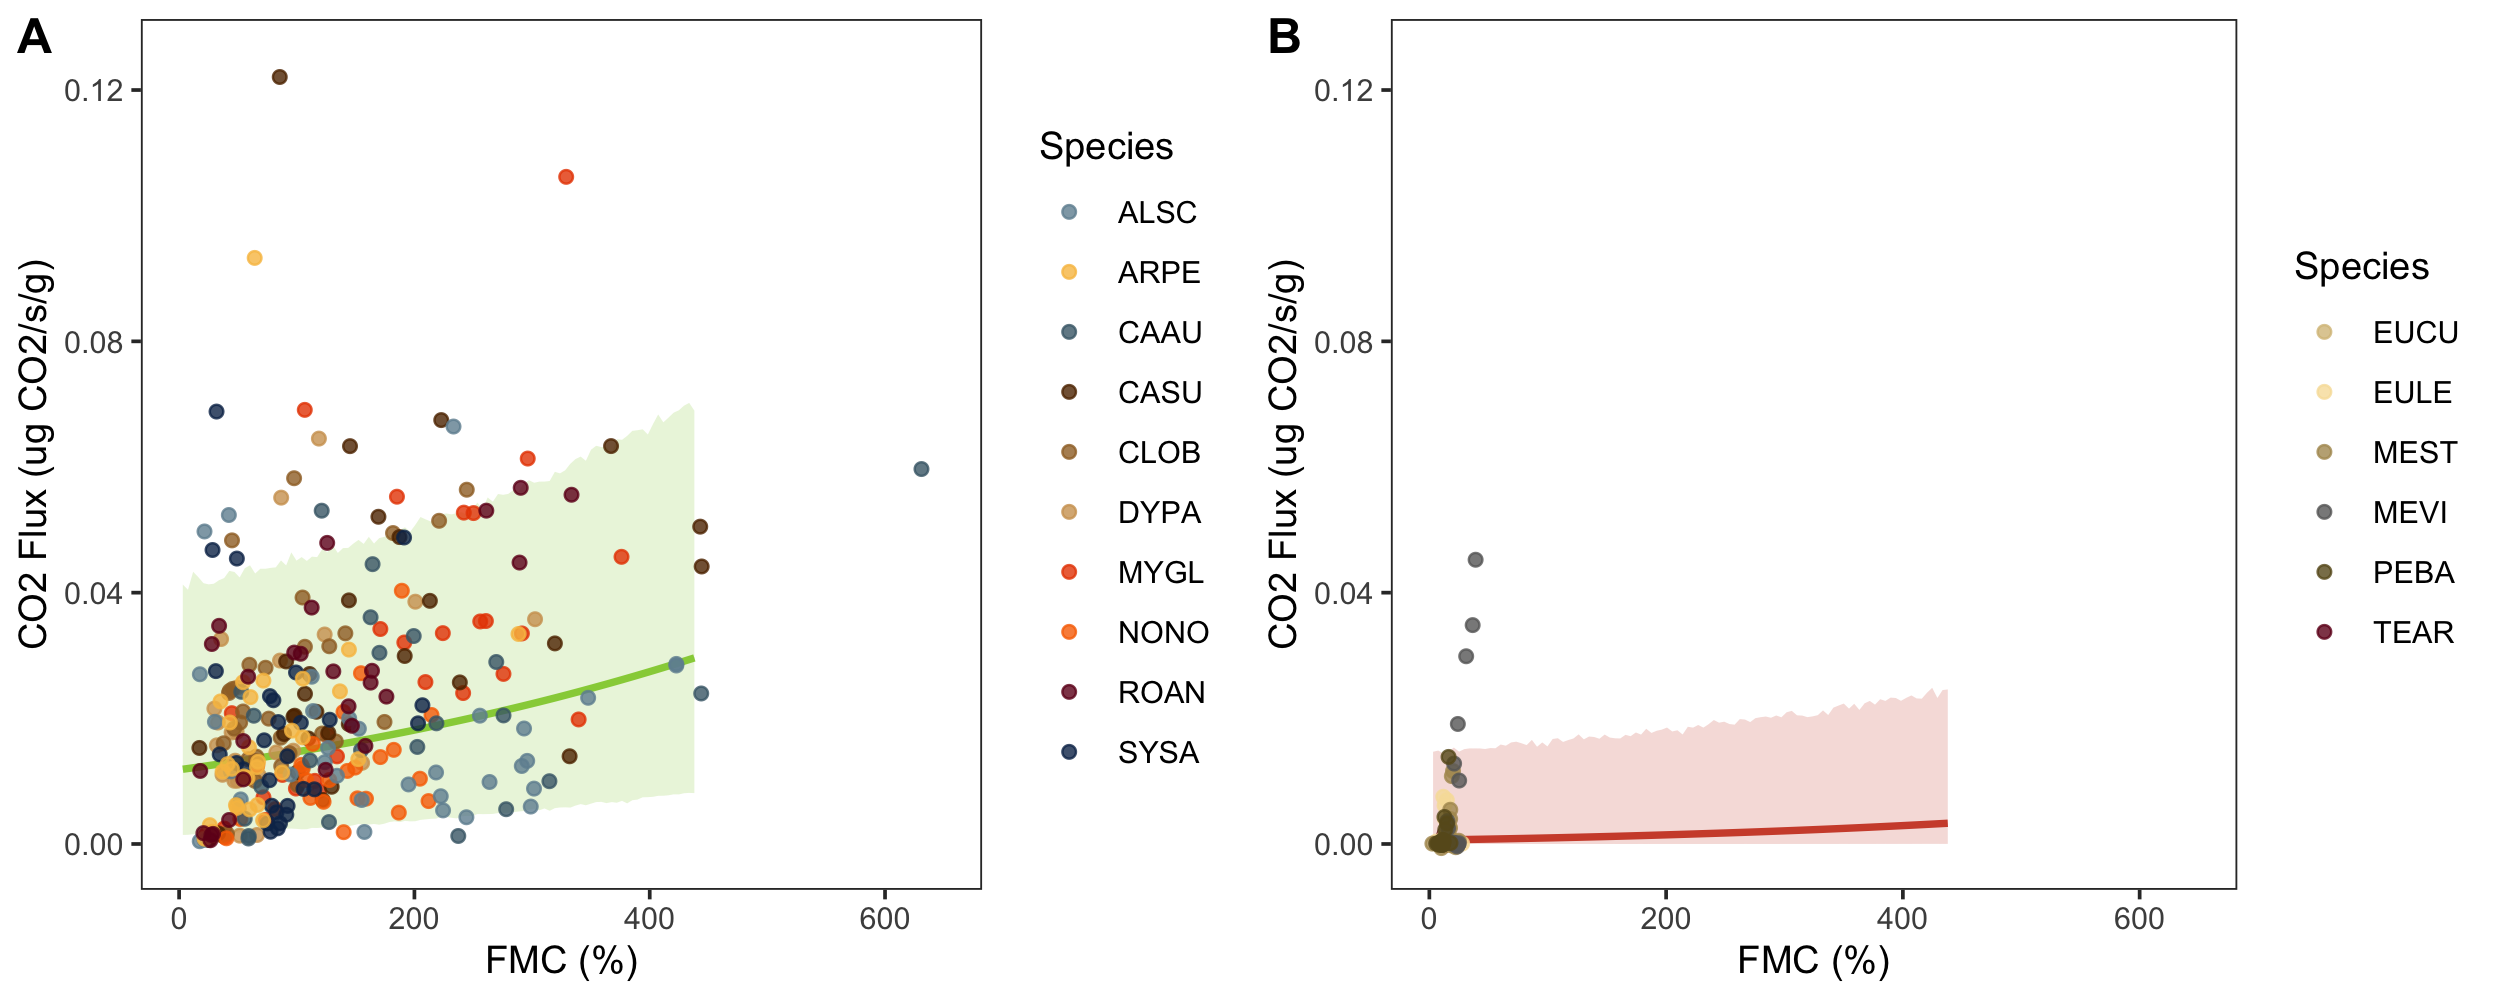 A
CO2 Flux (ug CO2/s/g)
0.12
0.08
0.04
0.00
0
200
400
600
FMC (%)
Species
ALSC
ARPE
CAAU
CASU
CLOB
DYPA
MYGL
NONO
ROAN
SYSA
B
CO2 Flux (ug CO2/s/g)
0.12
0.08
0.04
0.00
0
200
400
600
FMC (%)
Species
EUCU
EULE
MEST
MEVI
PEBA
TEAR